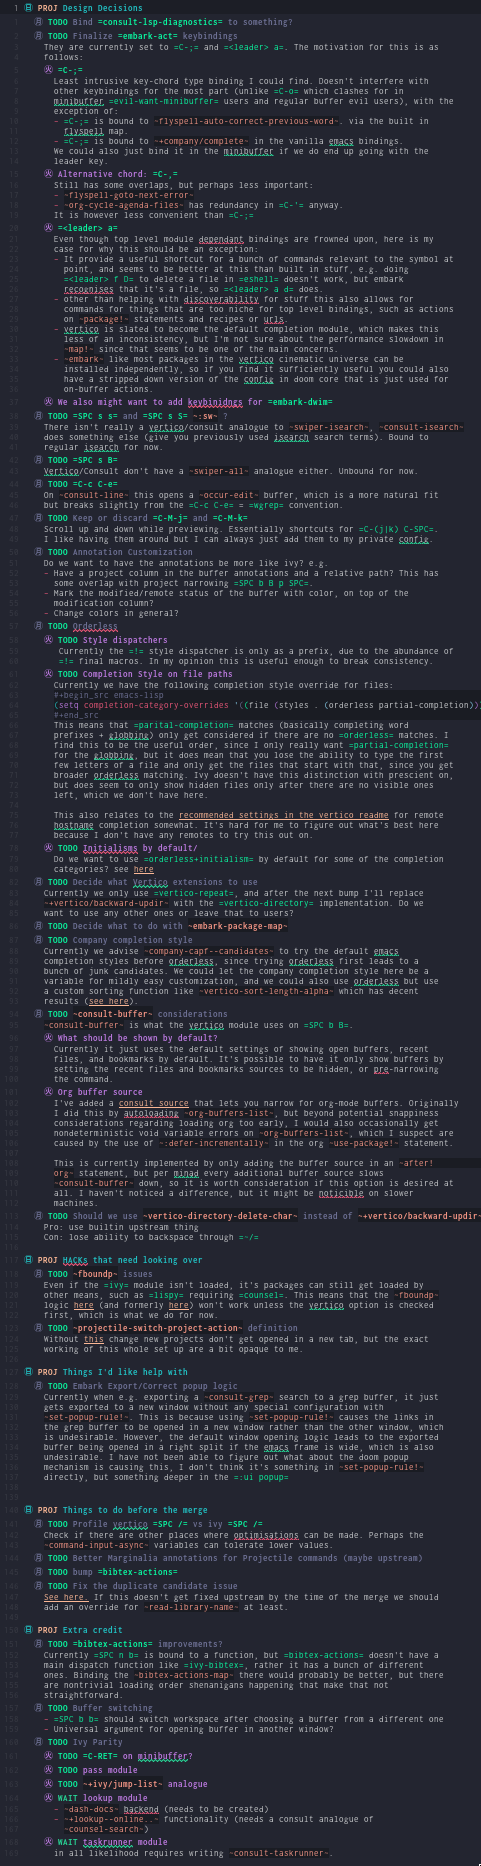 PROJ Design Decisions
TODO Bind =consult-lsp-diagnostics= to something?
TODO Finalize =embark-act= keybindings
They are currently set to =C-;= and =<leader> a=. The motivation for this is as
follows:
=C-;=
Least intrusive key-chord type binding I could find. Doesn't interfere with
other keybindings for the most part (unlike =C-o= which clashes for in
minibuffer =evil-want-minibuffer= users and regular buffer evil users), with the
exception of:
- =C-;= is bound to ~flyspell-auto-correct-previous-word~. via the built in
flyspell map.
- =C-;= is bound to ~+company/complete~ in the vanilla emacs bindings.
We could also just bind it in the minibuffer if we do end up going with the
leader key.
Alternative chord: =C-,=
Still has some overlaps, but perhaps less important:
- ~flyspell-goto-next-error~
- ~org-cycle-agenda-files~ has redundancy in =C-'= anyway.
It is however less convenient than =C-;=
=<leader> a=
Even though top level module dependant bindings are frowned upon, here is my
case for why this should be an exception:
- It provide a useful shortcut for a bunch of commands relevant to the symbol at
point, and seems to be better at this than built in stuff, e.g. doing
=<leader> f D= to delete a file in =eshell= doesn't work, but embark
recognises that it's a file, so =<leader> a d= does.
- other than helping with discoverability for stuff this also allows for
commands for things that are too niche for top level bindings, such as actions
on ~package!~ statements and recipes or urls.
- vertico is slated to become the default completion module, which makes this
less of an inconsistency, but I'm not sure about the performance slowdown in
~map!~ since that seems to be one of the main concerns.
- ~embark~ like most packages in the vertico cinematic universe can be
installed independently, so if you find it sufficiently useful you could also
have a stripped down version of the config in doom core that is just used for
on-buffer actions.
We also might want to add keybinidngs for =embark-dwim=
TODO =SPC s s= and =SPC s S= ~:sw~ ?
There isn't really a vertico/consult analogue to ~swiper-isearch~, ~consult-isearch~
does something else (give you previously used isearch search terms). Bound to
regular isearch for now.
TODO =SPC s B=
Vertico/Consult don't have a ~swiper-all~ analogue either. Unbound for now.
TODO =C-c C-e=
On ~consult-line~ this opens a ~occur-edit~ buffer, which is a more natural fit
but breaks slightly from the =C-c C-e= = =wgrep= convention.
TODO Keep or discard =C-M-j= and =C-M-k=
Scroll up and down while previewing. Essentially shortcuts for =C-(j|k) C-SPC=.
I like having them around but I can always just add them to my private config.
TODO Annotation Customization
Do we want to have the annotations be more like ivy? e.g.
- Have a project column in the buffer annotations and a relative path? This has
some overlap with project narrowing =SPC b B p SPC=.
- Mark the modified/remote status of the buffer with color, on top of the
modification column?
- Change colors in general?
TODO Orderless
TODO Style dispatchers
Currently the =!= style dispatcher is only as a prefix, due to the abundance of
=!= final macros. In my opinion this is useful enough to break consistency.
TODO Completion Style on file paths
Currently we have the following completion style override for files:
#+begin_src emacs-lisp
(setq completion-category-overrides '((file (styles . (orderless partial-completion)))
#+end_src
This means that =parital-completion= matches (basically completing word
prefixes + globbing) only get considered if there are no =orderless= matches. I
find this to be the useful order, since I only really want =partial-completion=
for the globbing, but it does mean that you lose the ability to type the first
few letters of a file and only get the files that start with that, since you get
broader orderless matching. Ivy doesn't have this distinction with prescient on,
but does seem to only show hidden files only after there are no visible ones
left, which we don't have here.
This also relates to the recommended settings in the vertico readme for remote
hostname completion somewhat. It's hard for me to figure out what's best here
because I don't have any remotes to try this out on.
TODO Initialisms by default/
Do we want to use =orderless+initialism= by default for some of the completion
categories? see here
TODO Decide what Vertico extensions to use
Currently we only use =vertico-repeat=, and after the next bump I'll replace
~+vertico/backward-updir~ with the =vertico-directory= implementation. Do we
want to use any other ones or leave that to users?
TODO Decide what to do with ~embark-package-map~
TODO Company completion style
Currently we advise ~company-capf--candidates~ to try the default emacs
completion styles before orderless, since trying orderless first leads to a
bunch of junk candidates. We could let the company completion style here be a
variable for mildly easy customization, and we could also use orderless but use
a custom sorting function like ~vertico-sort-length-alpha~ which has decent
results (see here).
TODO ~consult-buffer~ considerations
~consult-buffer~ is what the vertico module uses on =SPC b B=.
What should be shown by default?
Currently it just uses the default settings of showing open buffers, recent
files, and bookmarks by default. It's possible to have it only show buffers by
setting the recent files and bookmarks sources to be hidden, or pre-narrowing
the command.
Org buffer source
I've added a consult source that lets you narrow for org-mode buffers. Originally
I did this by autoloading ~org-buffers-list~, but beyond potential snappiness
considerations regarding loading org too early, I would also occasionally get
nondeterministic void variable errors on ~org-buffers-list~, which I suspect are
caused by the use of ~:defer-incrementally~ in the org ~use-package!~ statement.
This is currently implemented by only adding the buffer source in an ~after!
org~ statement, but per minad every additional buffer source slows
~consult-buffer~ down, so it is worth consideration if this option is desired at
all. I haven't noticed a difference, but it might be noticible on slower
machines.
TODO Should we use ~vertico-directory-delete-char~ instead of ~+vertico/backward-updir~
Pro: use builtin upstream thing
Con: lose ability to backspace through =~/=
PROJ HACKs that need looking over
TODO ~fboundp~ issues
Even if the =ivy= module isn't loaded, it's packages can still get loaded by
other means, such as =lispy= requiring =counsel=. This means that the ~fboundp~
logic here (and formerly here) won't work unless the vertico option is checked
first, which is what we do for now.
TODO ~projectile-switch-project-action~ definition
Without this change new projects don't get opened in a new tab, but the exact
working of this whole set up are a bit opaque to me.
PROJ Things I'd like help with
TODO Embark Export/Correct popup logic
Currently when e.g. exporting a ~consult-grep~ search to a grep buffer, it just
gets exported to a new window without any special configuration with
~set-popup-rule!~. This is because using ~set-popup-rule!~ causes the links in
the grep buffer to be opened in a new window rather than the other window, which
is undesirable. However, the default window opening logic leads to the exported
buffer being opened in a right split if the emacs frame is wide, which is also
undesirable. I have not been able to figure out what about the doom popup
mechanism is causing this, I don't think it's something in ~set-popup-rule!~
directly, but something deeper in the =:ui popup=
PROJ Things to do before the merge
TODO Profile vertico =SPC /= vs ivy =SPC /=
Check if there are other places where optimisations can be made. Perhaps the
~command-input-async~ variables can tolerate lower values.
TODO Better Marginalia annotations for Projectile commands (maybe upstream)
TODO bump =bibtex-actions=
TODO Fix the duplicate candidate issue
See here. If this doesn't get fixed upstream by the time of the merge we should
add an override for ~read-library-name~ at least.
PROJ Extra credit
TODO =bibtex-actions= improvements?
Currently =SPC n b= is bound to a function, but =bibtex-actions= doesn't have a
main dispatch function like =ivy-bibtex=, rather it has a bunch of different
ones. Binding the ~bibtex-actions-map~ there would probably be better, but there
are nontrivial loading order shenanigans happening that make that not
straightforward.
TODO Buffer switching
- =SPC b b= should switch workspace after choosing a buffer from a different one
- Universal argument for opening buffer in another window?
TODO Ivy Parity
TODO =C-RET= on minibuffer?
TODO pass module
TODO ~+ivy/jump-list~ analogue
WAIT lookup module
- ~dash-docs~ backend (needs to be created)
- ~+lookup--online..~ functionality (needs a consult analogue of
~counsel-search~)
WAIT taskrunner module
in all likelihood requires writing ~consult-taskrunner~.